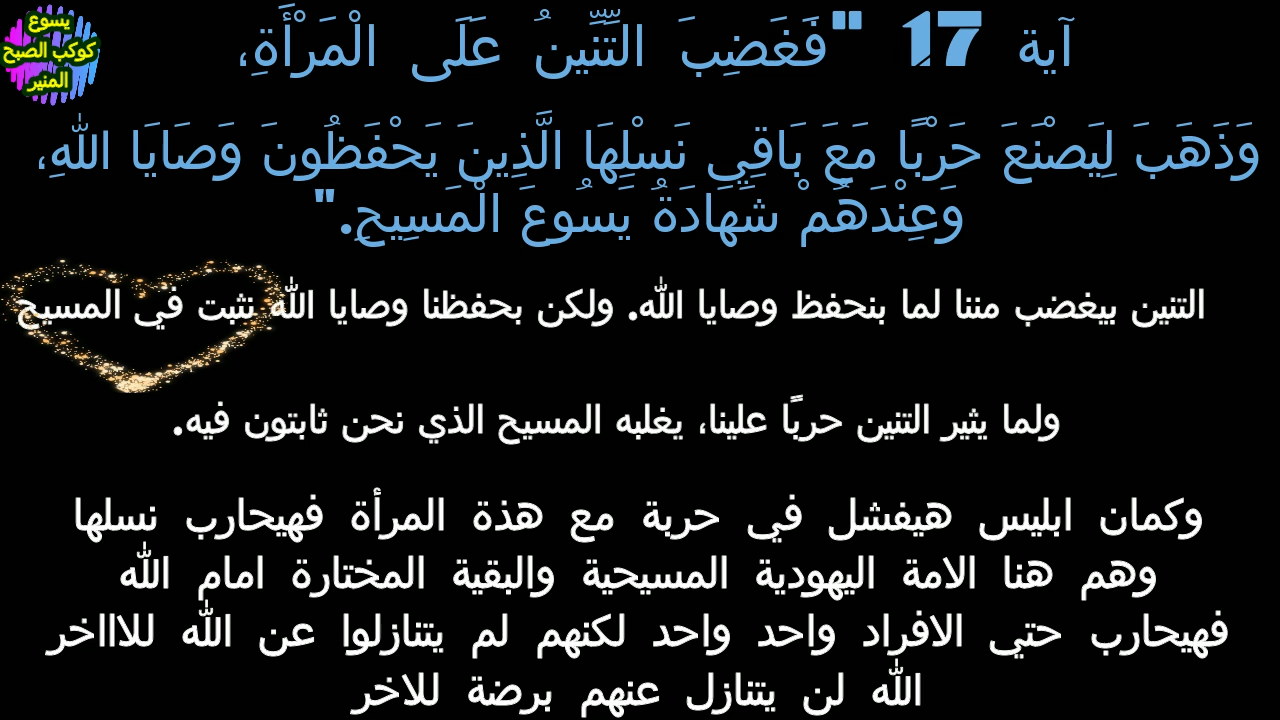 يسوع
كوكب الصبح
المنير
آية 17 "فَغَضِبَ التِّنِّينُ عَلَى الْمَرْأَةِ،
وَذَهَبَ لِيَصْنَعَ حَرْبًا مَعَ بَاقِي نَسْلِهَا الَّذِينَ يَحْفَظُونَ وَصَايَا اللهِ،
وَعِنْدَهُمْ شَهَادَةُ يَسُوعَ الْمَسِيحِ."
التنين بيغضب مننا لما بنحفظ وصايا الله. ولكن بحفظنا وصايا الله نثبت في المسيح
ولما يثير التنين حربًا علينا، يغلبه المسيح الذي نحن ثابتون فيه.
وكمان ابليس هيفشل في حربة مع هذة المرأة فهيحارب نسلها
وهم هنا الامة اليهودية المسيحية والبقية المختارة امام الله
فهيحارب حتي الافراد واحد واحد لكنهم لم يتنازلوا عن الله للاااخر
الله لن يتنازل عنهم برضة للاخر